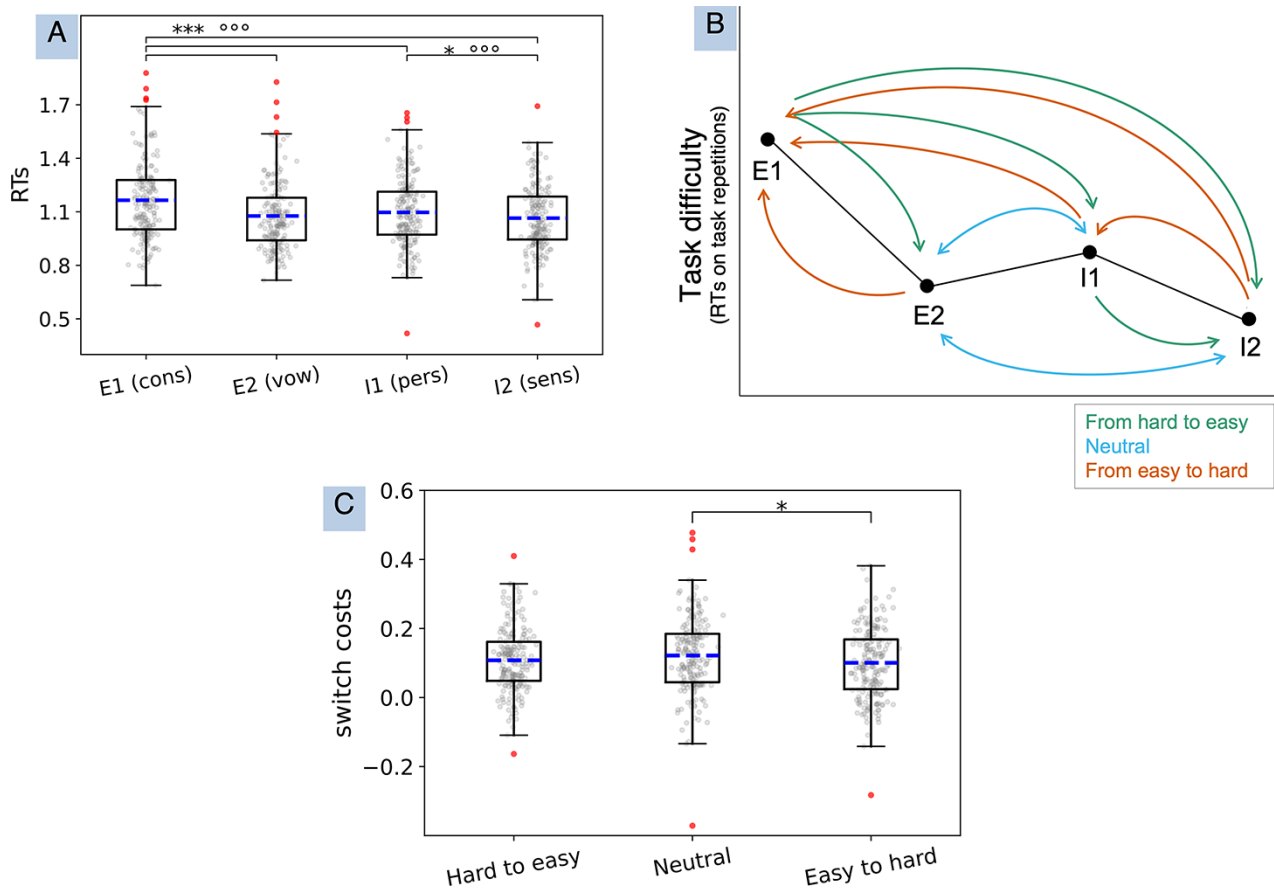 A
*** °°°
* °°°
1.7
1.4
1.1
0.8
0.5
RTs
E1 (cons)
E2 (vow)
I1 (pers)
I2 (sens)
B
Task difficulty
(RTs on task repetitions)
E1
E2
I1
I2
From hard to easy
Neutral
From easy to hard
C
*
0.6
0.4
0.2
0.0
−0.2
switch costs
Hard to easy
Neutral
Easy to hard